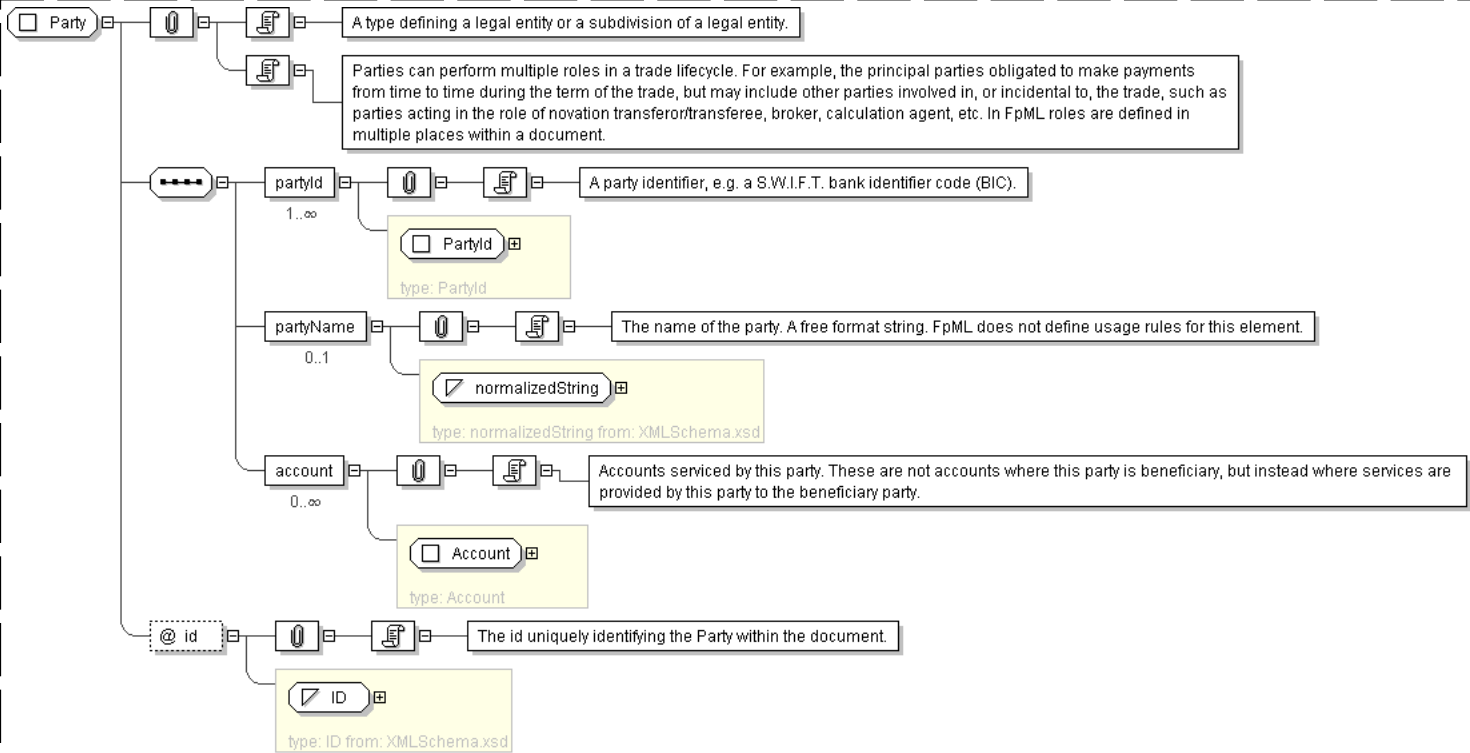 Party
A type defining a legal entity or a subdivision of a legal entity.
Parties can perform multiple roles in a trade lifecycle. For example, the principal parties obligated to make payments
from time to time during the term of the trade, but may include other parties involved in, or incidental to, the trade, such as
parties acting in the role of novation transferor/transferee, broker, calculation agent, etc. In FpML roles are defined in
multiple places within a document.
partyId
A party identifier, e.g. a S.W.I.F.T. bank identifier code (BIC).
1..∞
PartyId
type: PartyId
partyName
The name of the party. A free format string. FpML does not define usage rules for this element.
0..1
normalizedString
type: normalizedString from: XMLSchema.xsd
account
Accounts serviced by this party. These are not accounts where this party is beneficiary, but instead where services are
provided by this party to the beneficiary party.
0..∞
Account
type: Account
@ id
The id uniquely identifying the Party within the document.
ID
type: ID from: XMLSchema.xsd